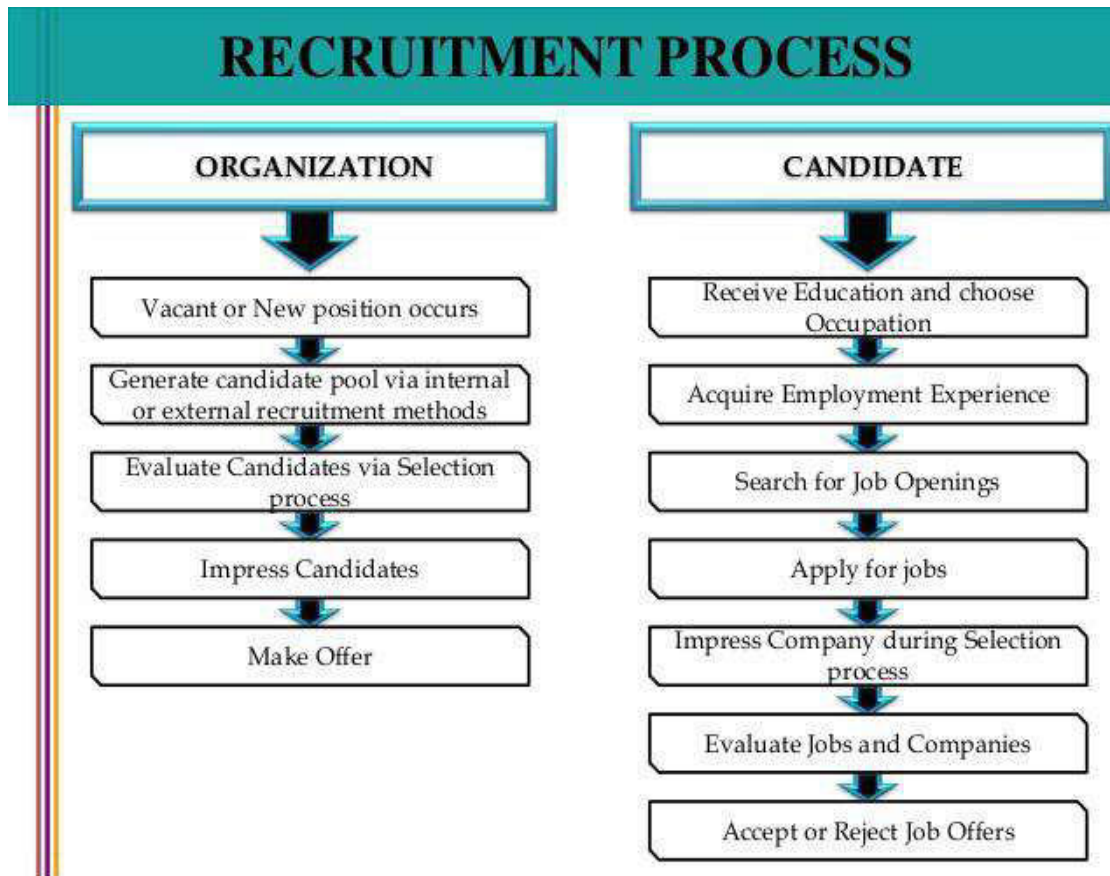 RECRUITMENT PROCESS
ORGANIZATION
Vacant or New position occurs
Generate candidate pool via internal
or external recruitment methods
Evaluate Candidates via Selection
process
Impress Candidates
Make Offer
CANDIDATE
Receive Education and choose
Occupation
Acquire Employment Experience
Search for Job Openings
Apply for jobs
Impress Company during Selection
process
Evaluate Jobs and Companies
Accept or Reject Job Offers